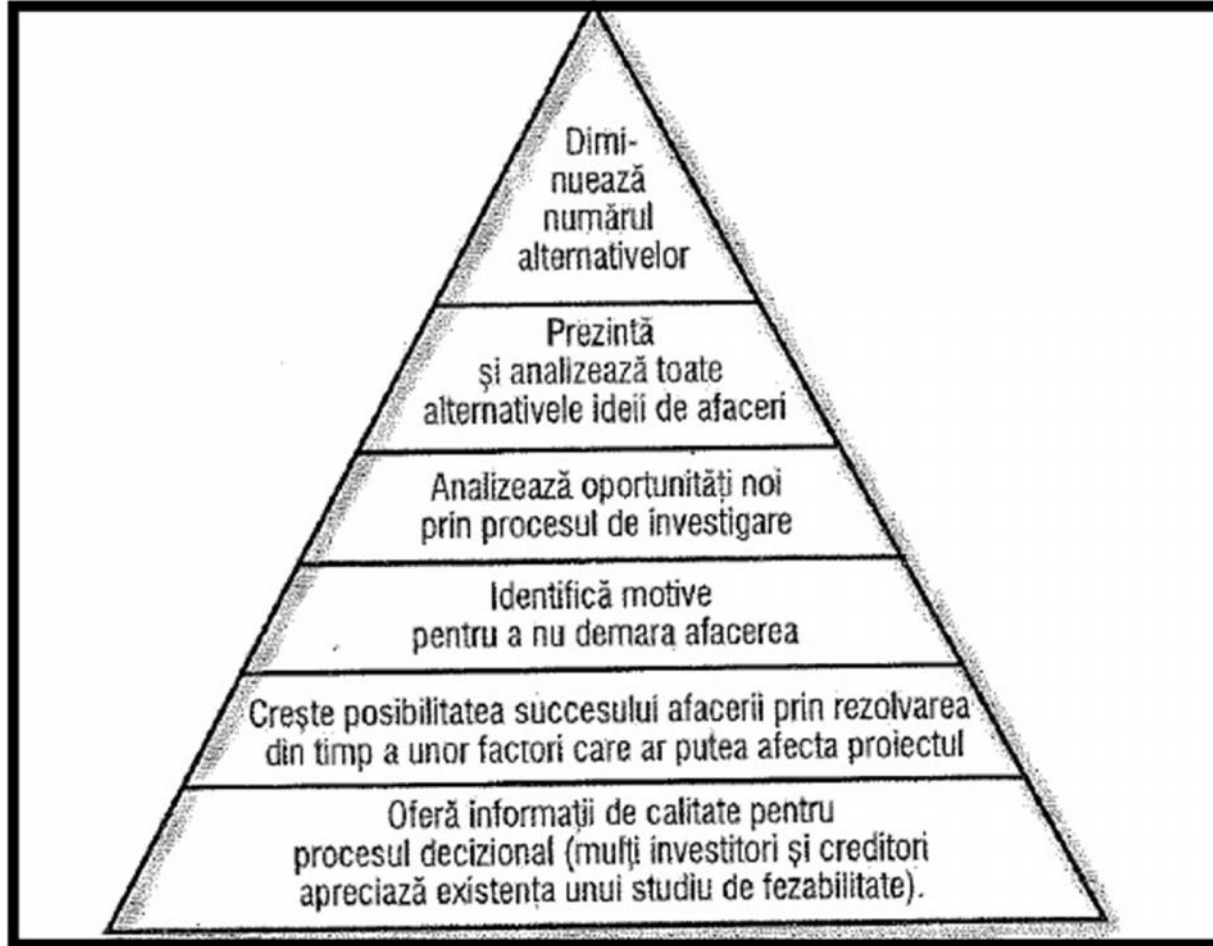 Dimi-
nuează
numărul
alternativelor
Prezintă
și analizează toate
alternativele ideii de afaceri
Analizează oportunități noi
prin procesul de investigare
Identifică motive
pentru a nu demara afacerea
Crește posibilitatea succesului afacerii prin rezolvarea
din timp a unor factori care ar putea afecta proiectul
Oferă informații de calitate pentru
procesul decizional (mulți investitori și creditori
apreciază existența unui studiu de fezabilitate).